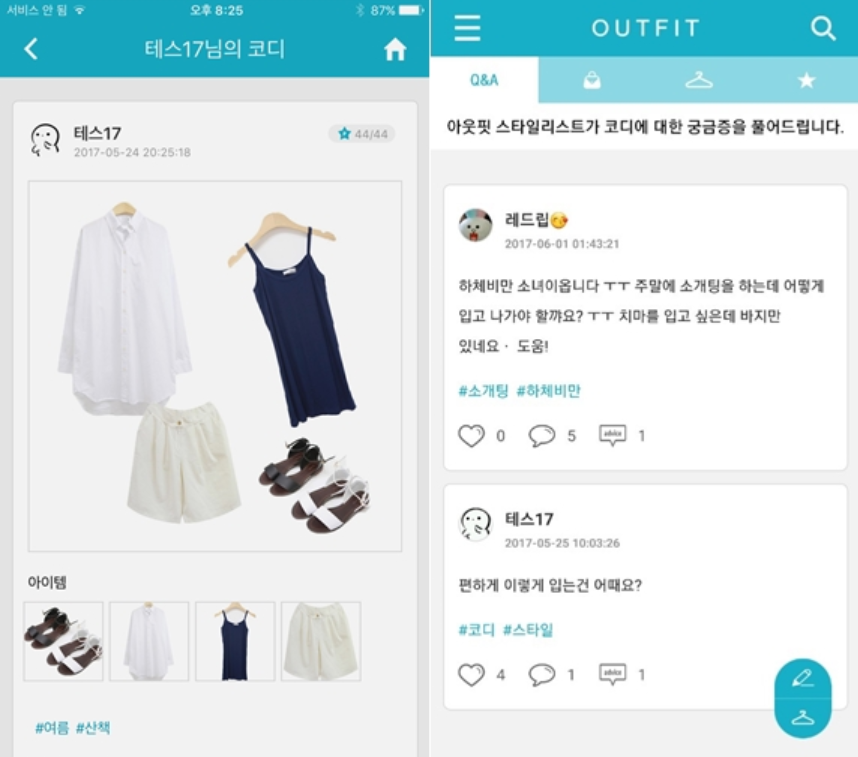 서비스 안 됨
오후 8:25
87%
테스17님의 코디
테스17
2017-05-24 20:25:18
44/44
아이템
#여름 #산책
OUTFIT
Q&A
아웃핏 스타일리스트가 코디에 대한 궁금증을 풀어드립니다.
레드립😘
2017-06-01 01:43:21
하체비만 소녀이옵니다 ㅜㅜ 주말에 소개팅을 하는데 어떻게
입고 나가야 할꺄요? ㅜㅜ 치마를 입고 싶은데 바지만
있네요 · 도움!
#소개팅 #하체비만
0
5
advice
1
테스17
2017-05-25 10:03:26
편하게 이렇게 입는건 어때요?
#코디 #스타일
4
1
advice
1